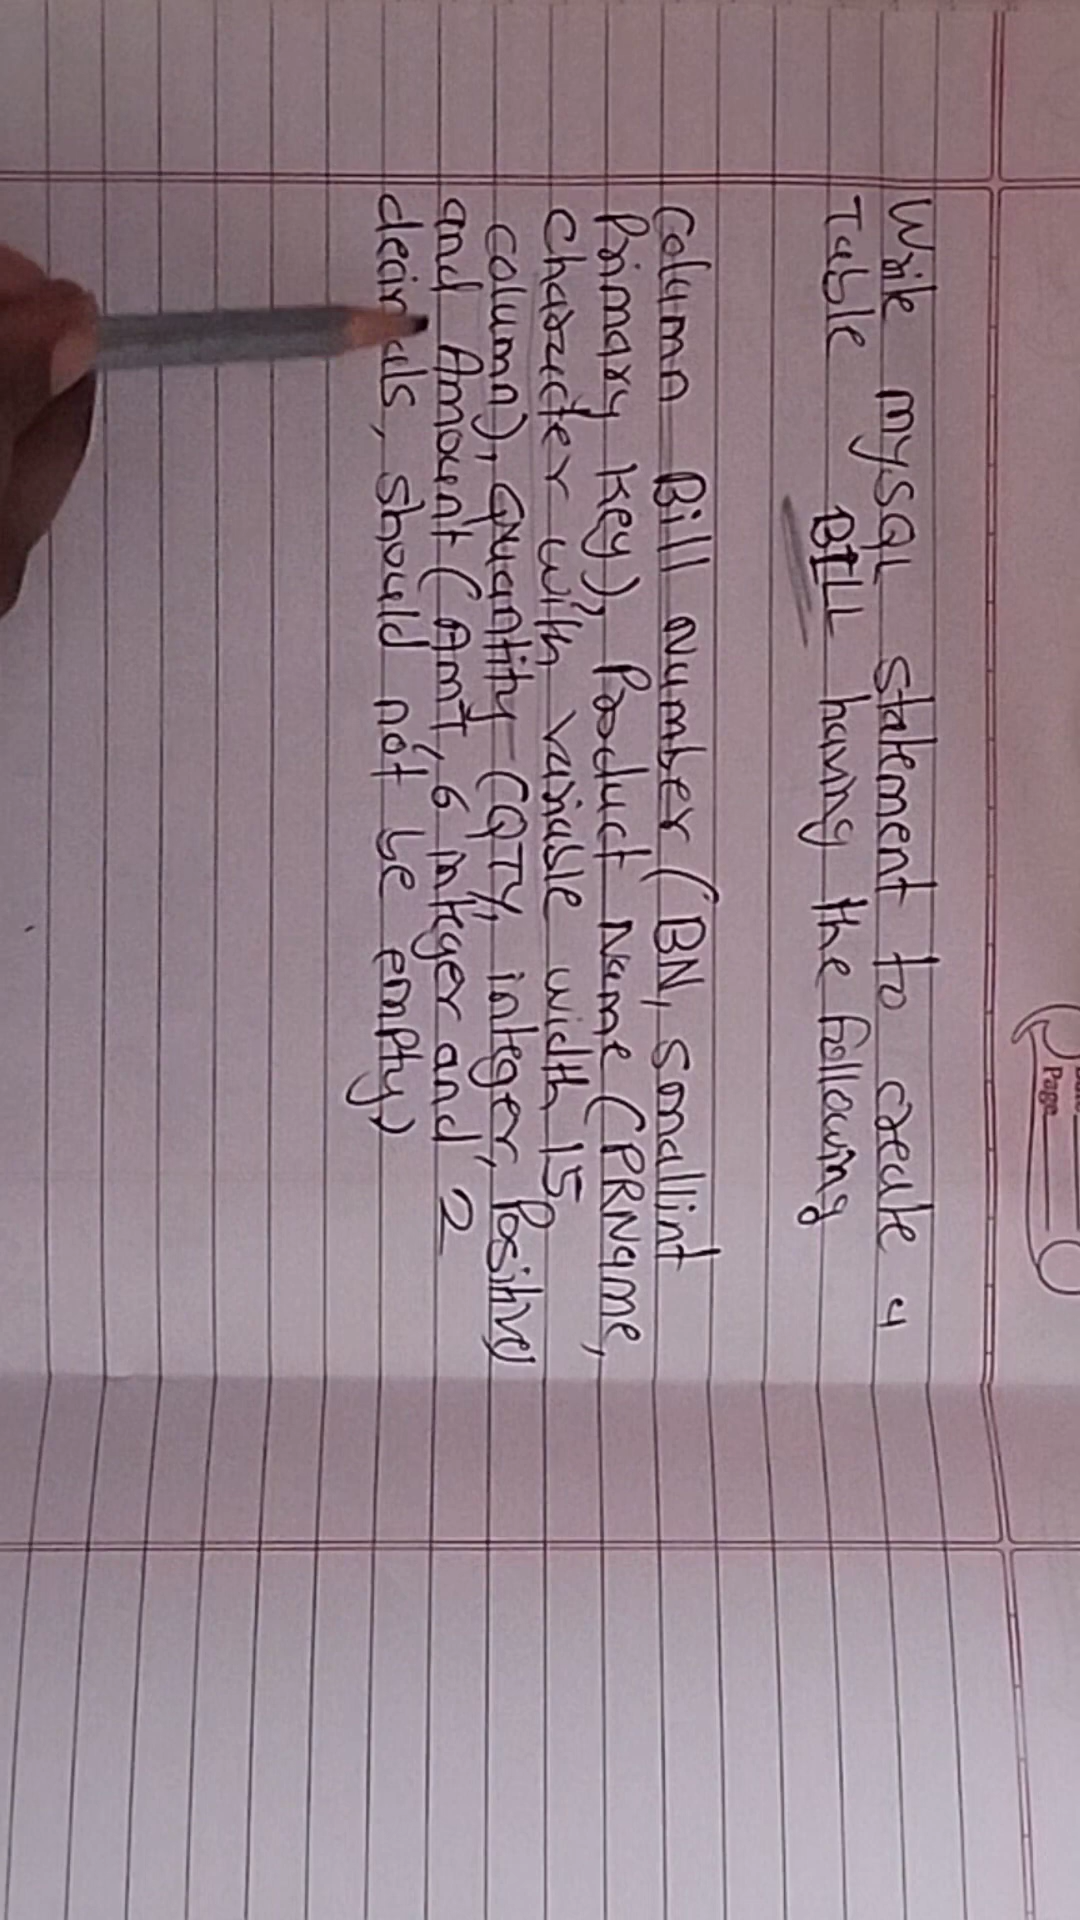 Page
Write mysQL statement to create a
Table BILL having the following
Column Bill Number (BN, Smallint
Primary Key), Product Name (PRName,
Character with variable width 15
column), Quantity (QTY, integer, Positive)
and Amount (AmT, 6 integer and 2
decimals, should not be empty)